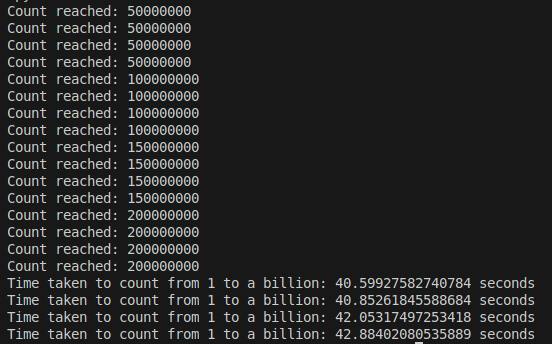 Count reached: 50000000
Count reached: 50000000
Count reached: 50000000
Count reached: 50000000
Count reached: 100000000
Count reached: 100000000
Count reached: 100000000
Count reached: 100000000
Count reached: 150000000
Count reached: 150000000
Count reached: 150000000
Count reached: 150000000
Count reached: 200000000
Count reached: 200000000
Count reached: 200000000
Count reached: 200000000
Time taken to count from 1 to a billion: 40.59927582740784 seconds
Time taken to count from 1 to a billion: 40.85261845588684 seconds
Time taken to count from 1 to a billion: 42.05317497253418 seconds
Time taken to count from 1 to a billion: 42.88402080535889 seconds